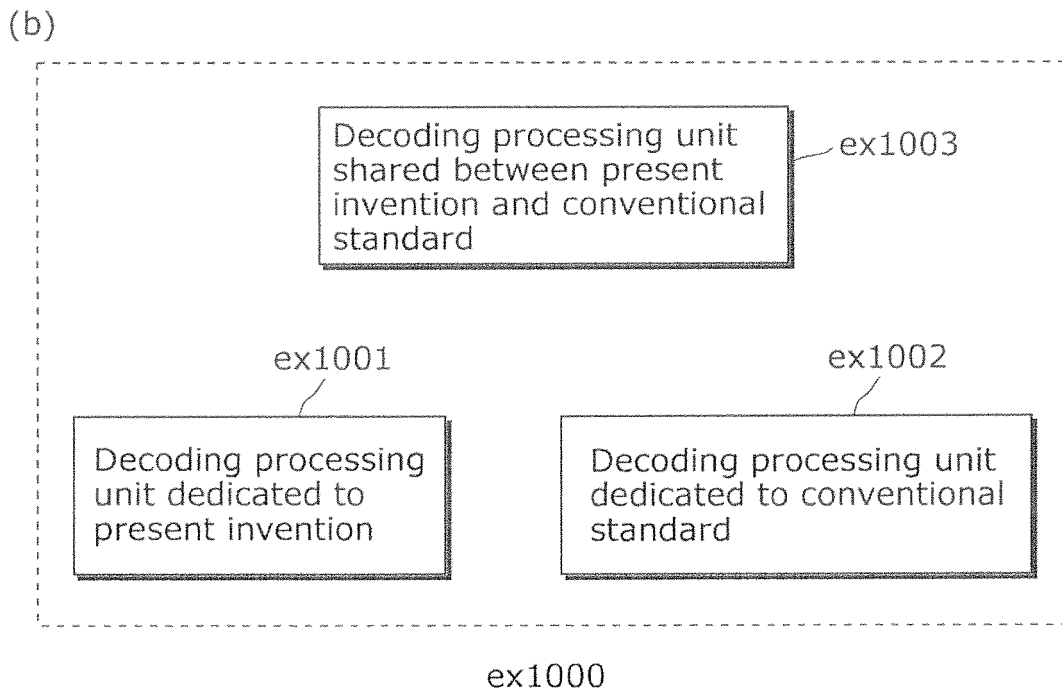 (b)
Decoding processing unit
shared between present
invention and conventional
standard
ex1003
ex1001
ex1002
Decoding processing
unit dedicated to
present invention
Decoding processing unit
dedicated to conventional
standard
ex1000